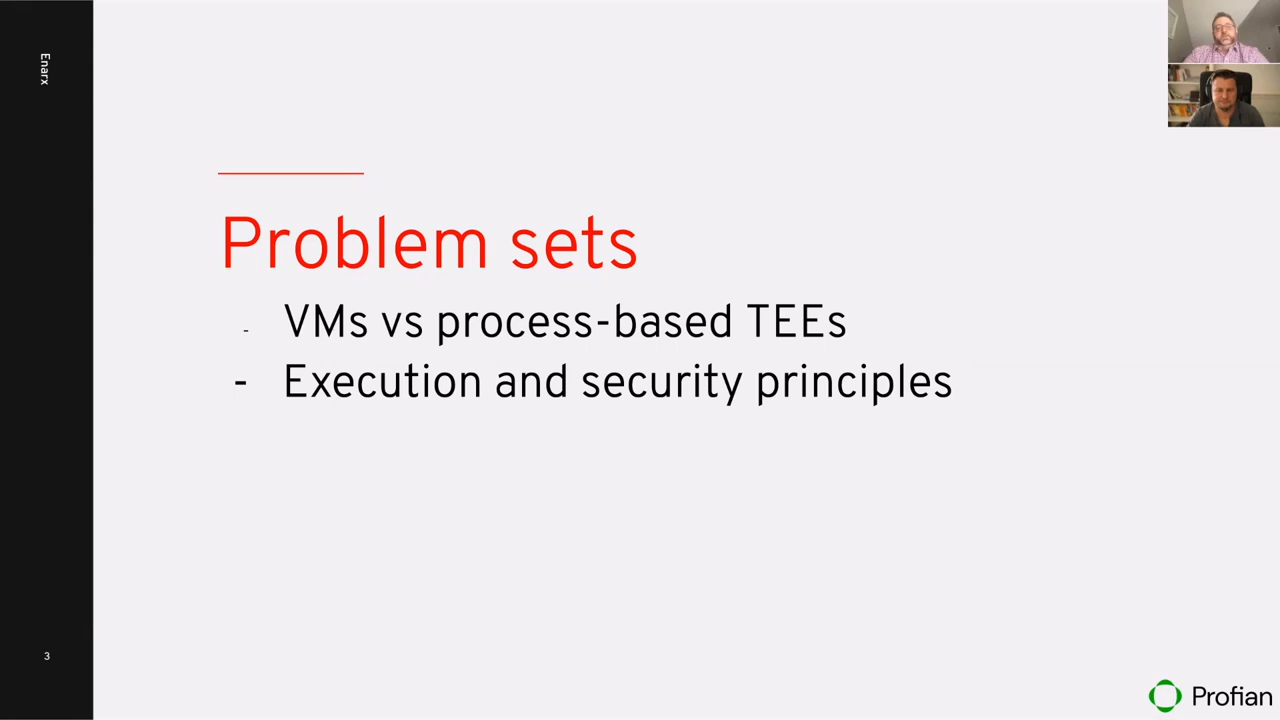 Enarx
Problem sets
- VMs vs process-based TEEs
- Execution and security principles
3
Profian